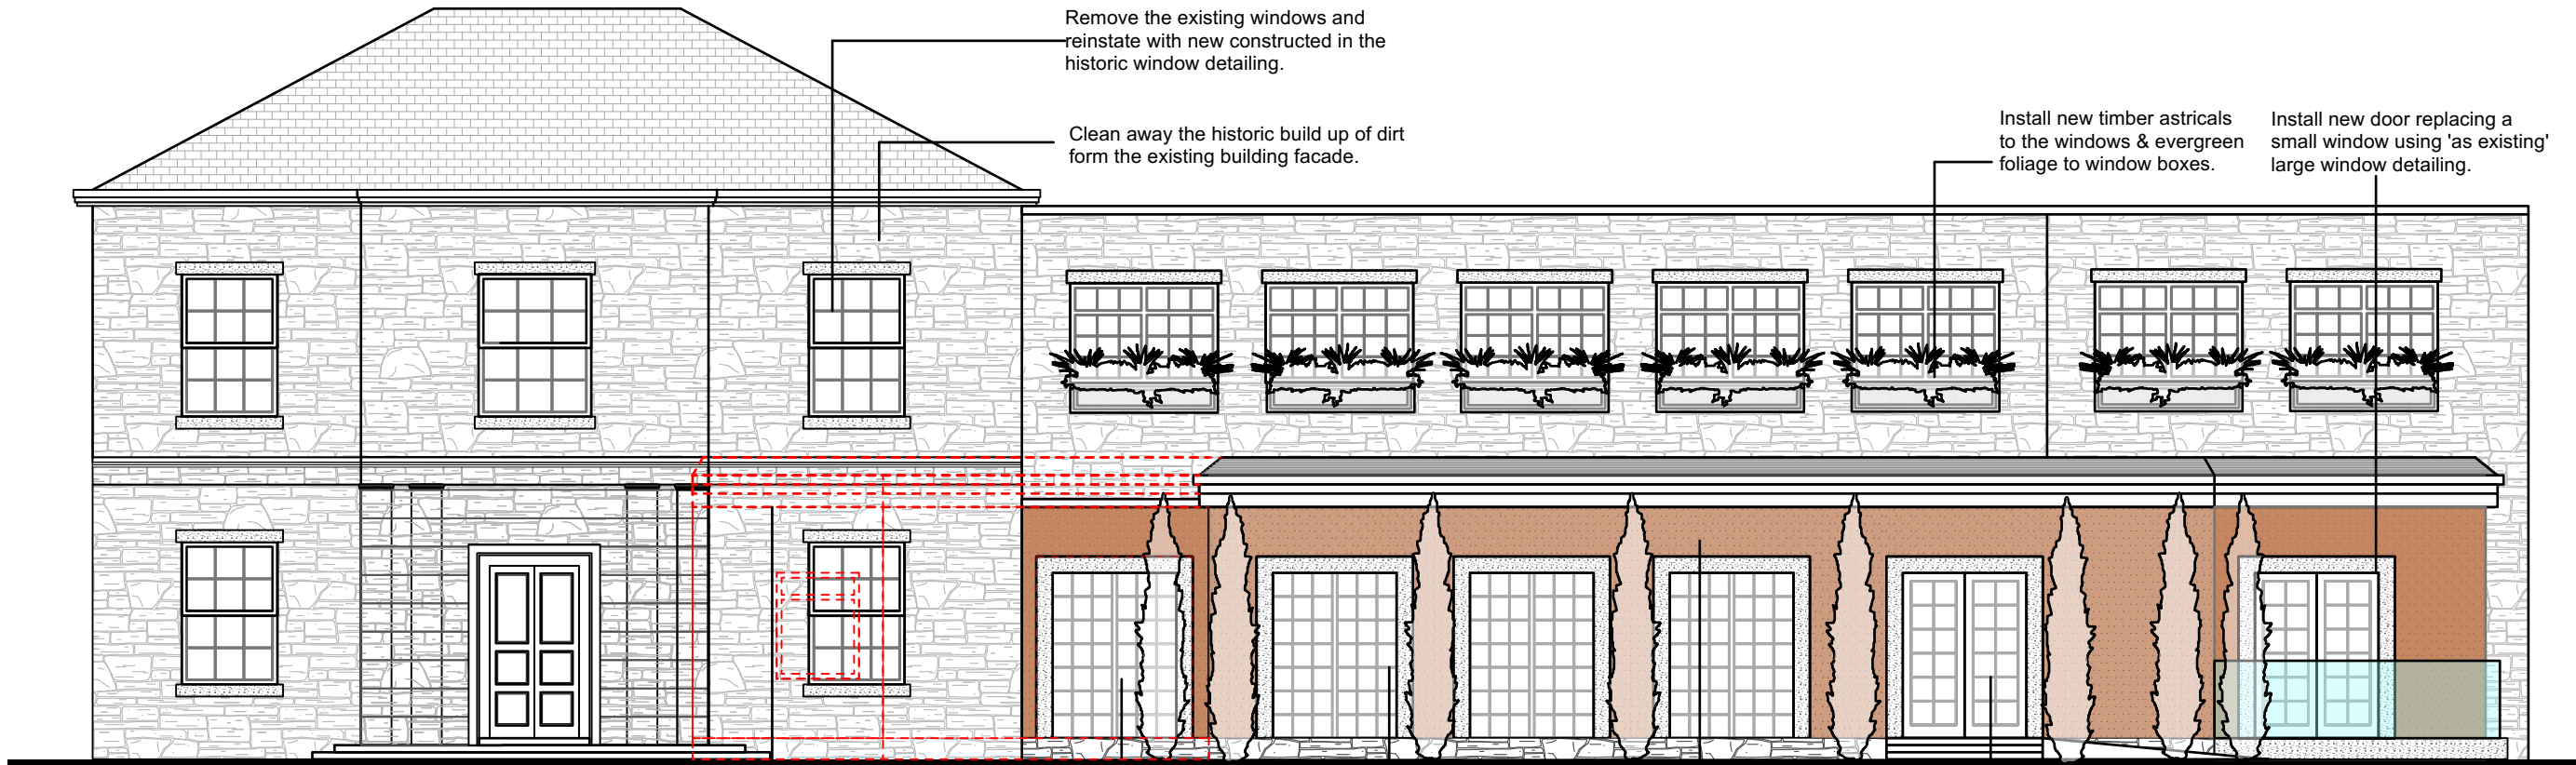 Remove the existing windows and
reinstate with new constructed in the
historic window detailing.
Clean away the historic build up of dirt
form the existing building facade.
Install new timber astricals
to the windows & evergreen
foliage to window boxes.
Install new door replacing a
small window using 'as existing'
large window detailing.